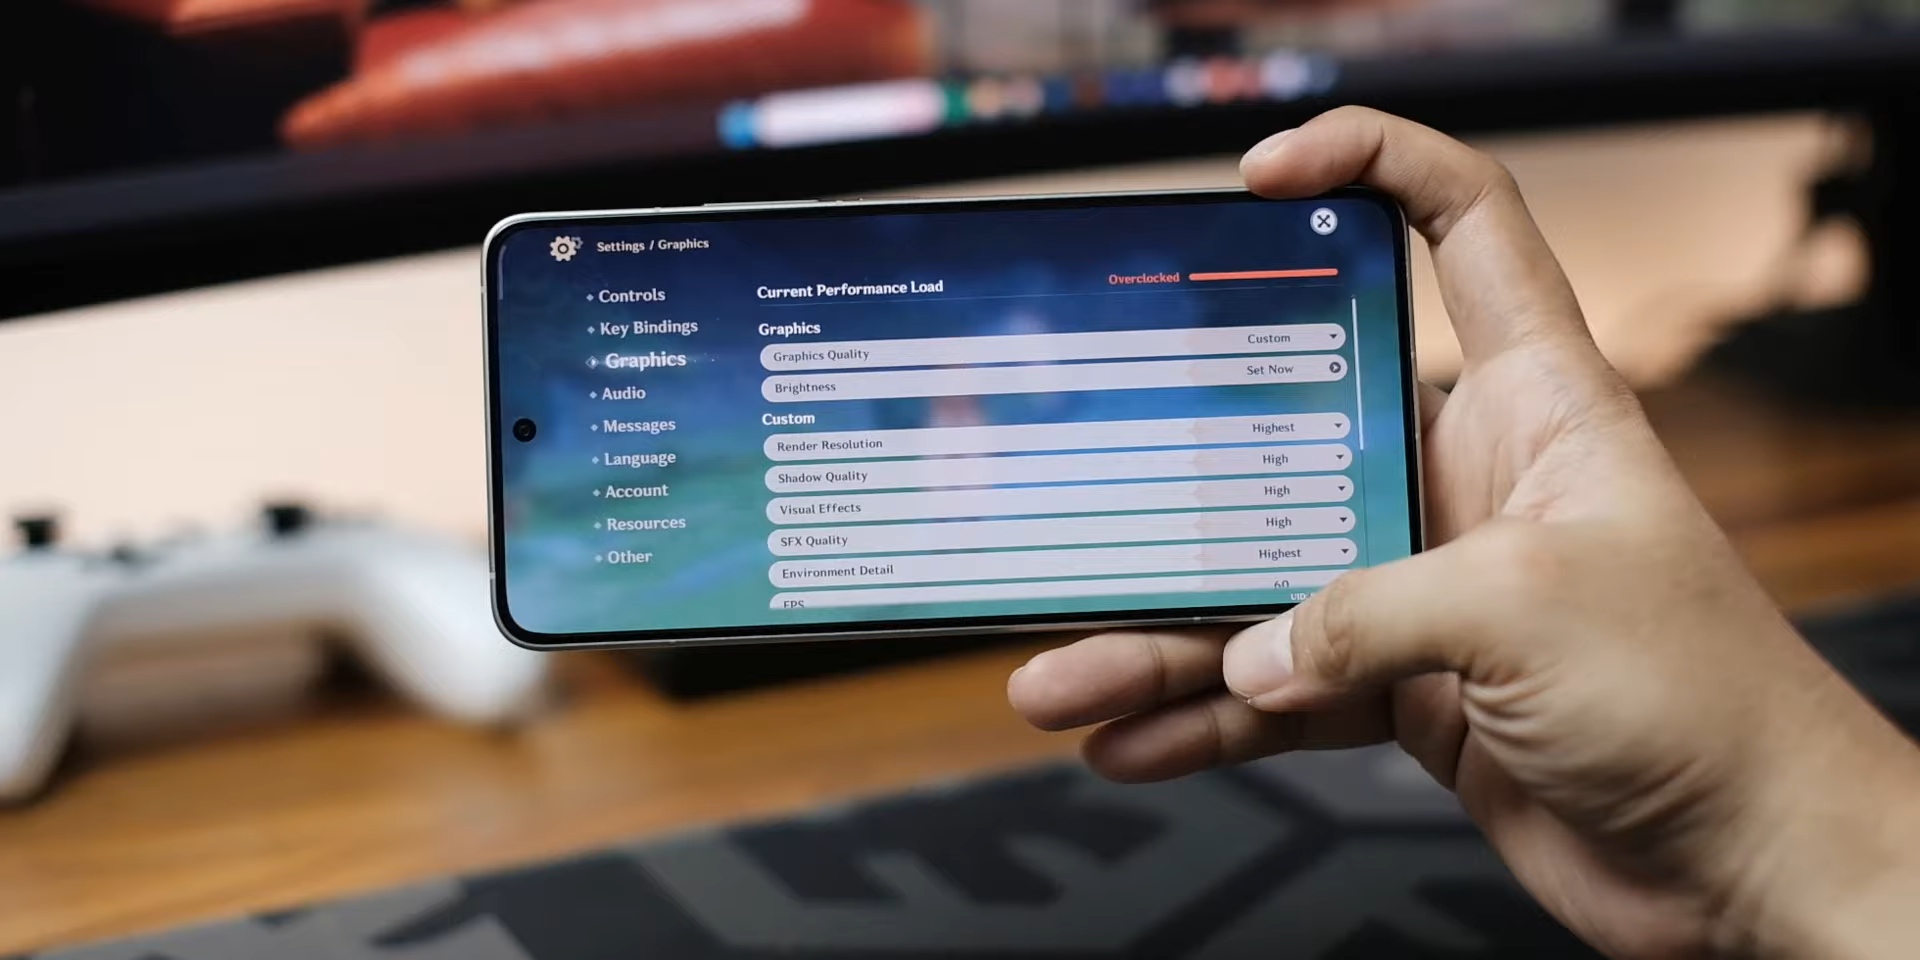 Settings / Graphics
Controls
Key Bindings
Graphics
Audio
Messages
Language
Account
Resources
Other
Current Performance Load Overclocked
Graphics
Graphics Quality Custom
Brightness Set Now
Custom
Render Resolution Highest
Shadow Quality High
Visual Effects High
SFX Quality High
Environment Detail Highest
FPS 60
UID: